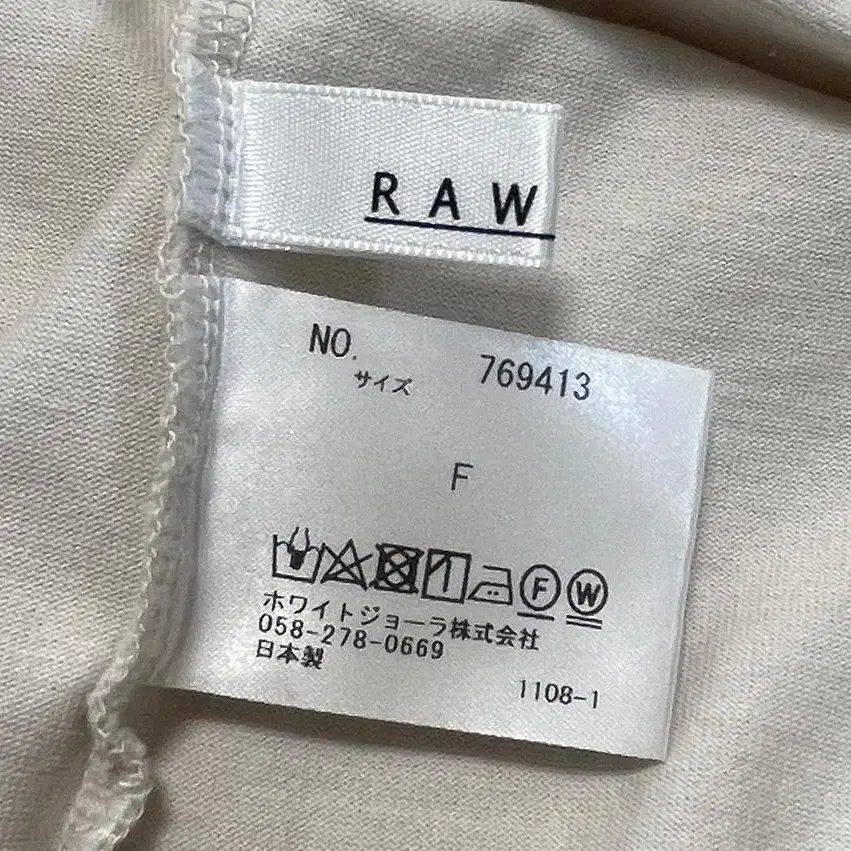 RAW
NO. 769413
サイズ
F
F W
ホワイトジョーラ株式会社
058-278-0669
日本製
1108-1